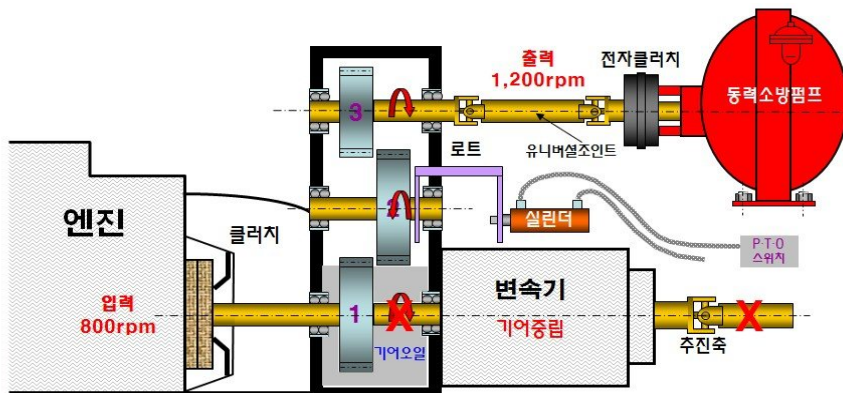 출력
1,200rpm
전자클러치
동력소방펌프
3
유니버셜조인트
로트
2
실린더
엔진
클러치
P·T·O
스위치
입력
800rpm
1
X
변속기
기어중립
X
기어오일
추진축